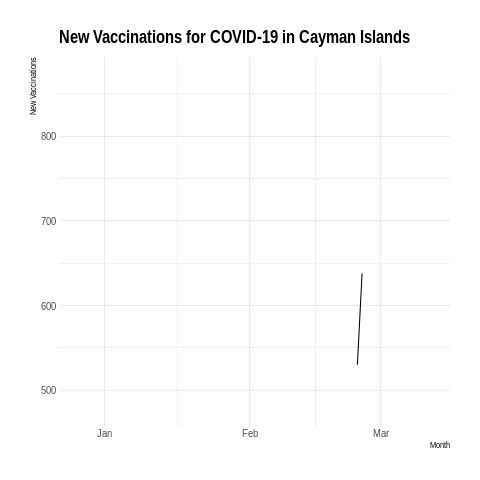 New Vaccinations for COVID-19 in Cayman Islands
New Vaccinations
800
700
600
500
Jan Feb Mar
Month